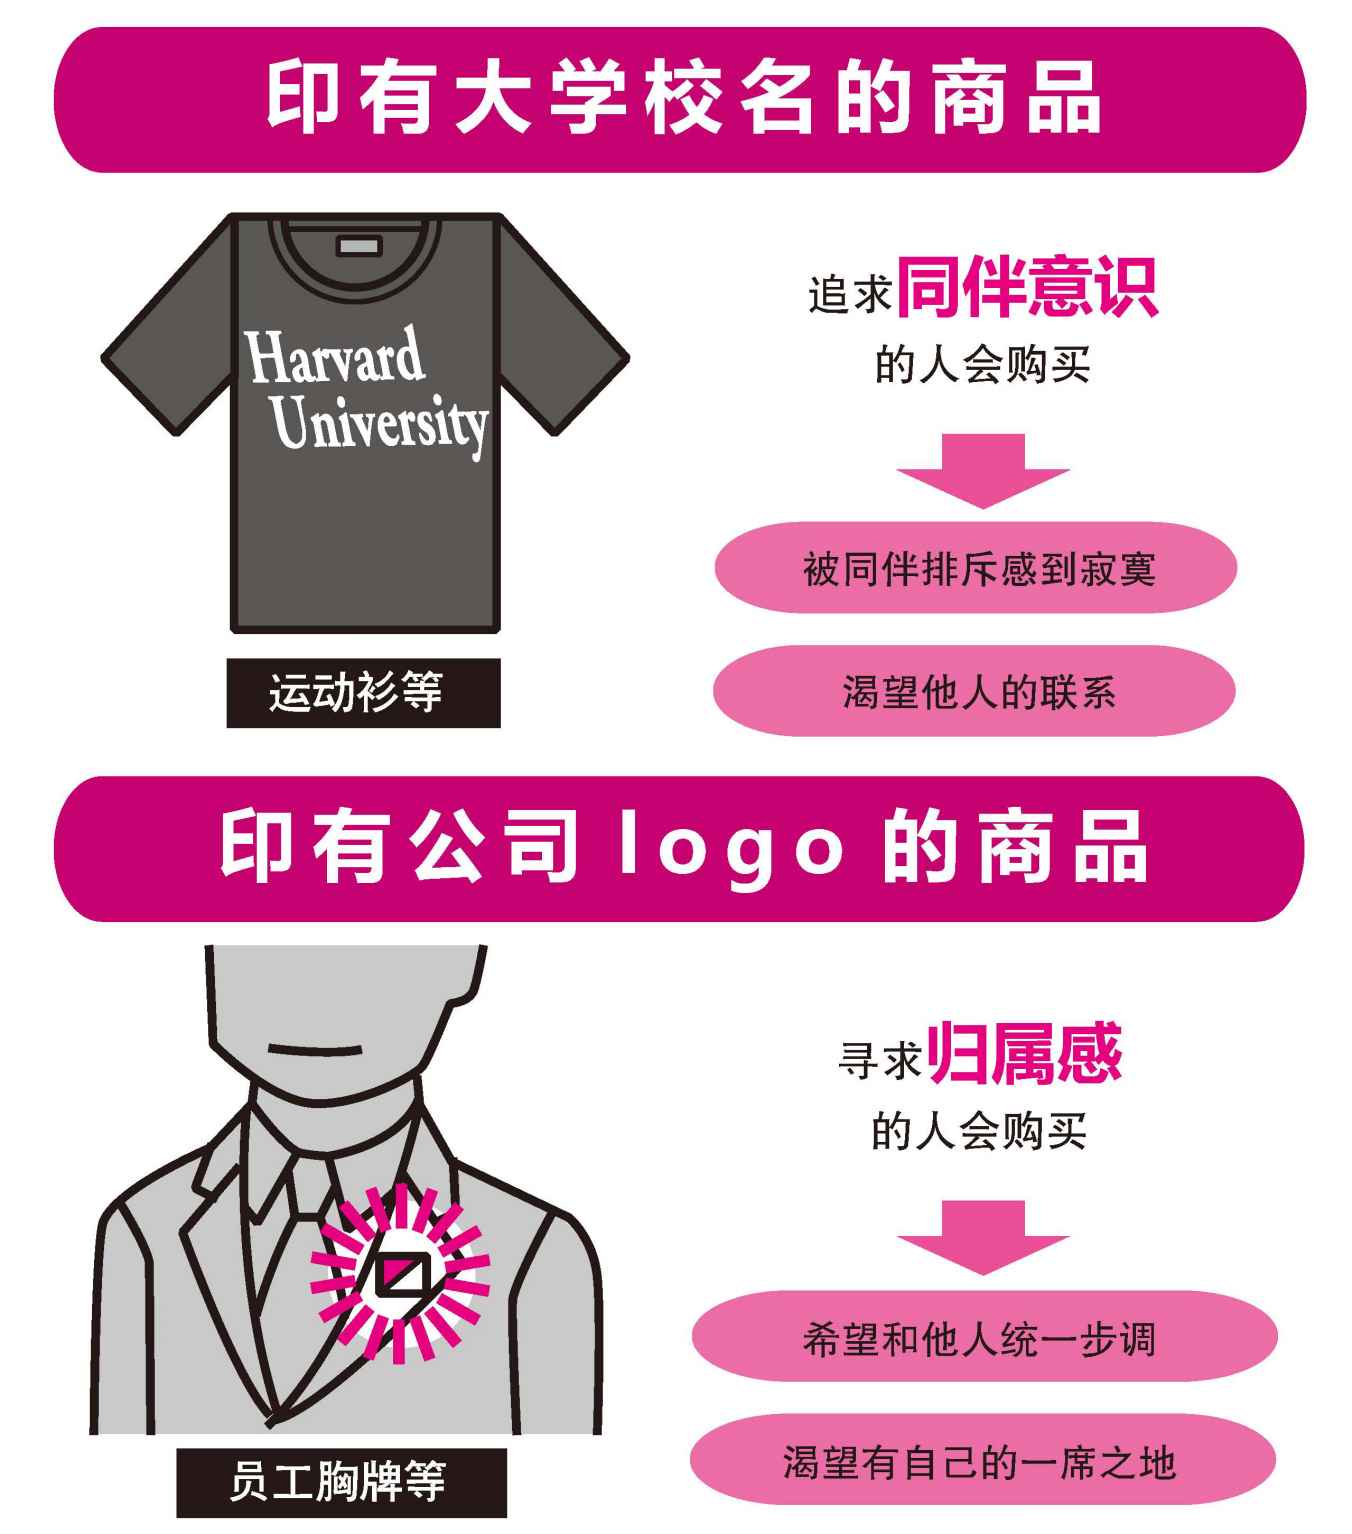 印有大学校名的商品
Harvard
University
运动衫等
追求同伴意识
的人会购买
被同伴排斥感到寂寞
渴望他人的联系
印有公司logo的商品
员工胸牌等
寻求归属感
的人会购买
希望和他人统一步调
渴望有自己的一席之地